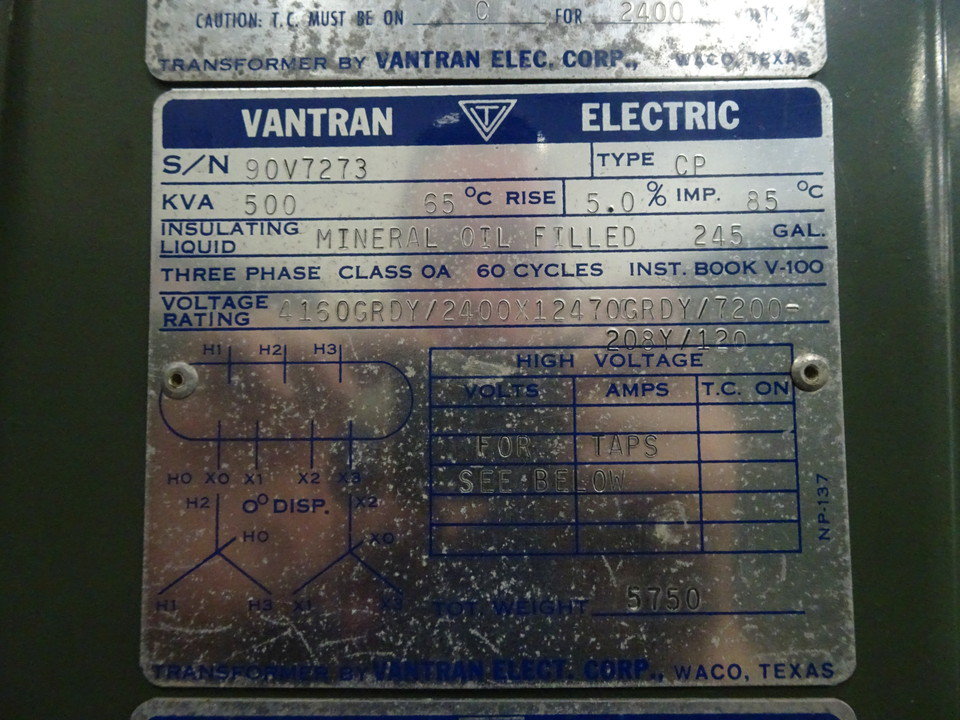 CAUTION: T.C. MUST BE ON C FOR 2400
TRANSFORMER BY VANTRAN ELEC. CORP., WACO, TEXAS
VANTRAN VT ELECTRIC
S/N 90V7273 TYPE CP
KVA 500 65 °C RISE 5.0 % IMP. 85 °C
INSULATING LIQUID MINERAL OIL FILLED 245 GAL.
THREE PHASE CLASS OA 60 CYCLES INST. BOOK V-100
VOLTAGE RATING 4160GRDY/2400X12470GRDY/7200-
208Y/120
H1 H2 H3
HIGH VOLTAGE
VOLTS AMPS T.C. ON
FOR TAPS
SEE BELOW
H0 X0 X1 X2 X3
H2 0° DISP. X2
H0 X0
H1 H3 X1 X3
NP-137
TOT. WEIGHT 5750
TRANSFORMER BY VANTRAN ELECT. CORP., WACO, TEXAS